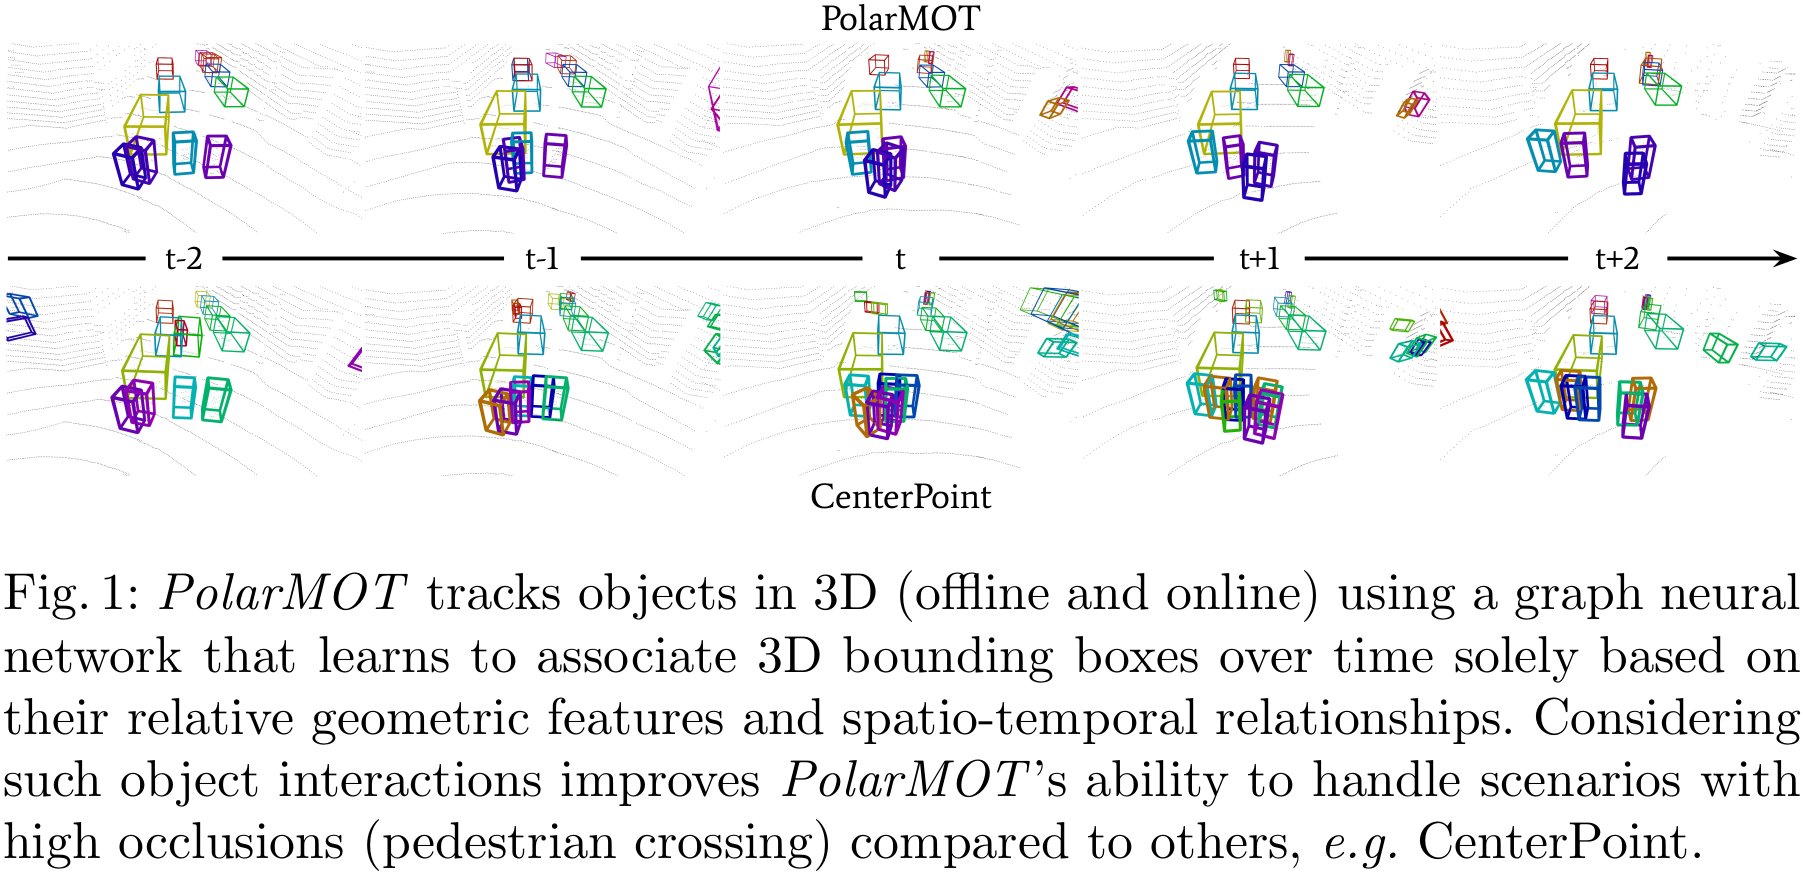 PolarMOT
t-2 t-1 t t+1 t+2
CenterPoint
Fig. 1: PolarMOT tracks objects in 3D (offline and online) using a graph neural
network that learns to associate 3D bounding boxes over time solely based on
their relative geometric features and spatio-temporal relationships. Considering
such object interactions improves PolarMOT's ability to handle scenarios with
high occlusions (pedestrian crossing) compared to others, e.g. CenterPoint.